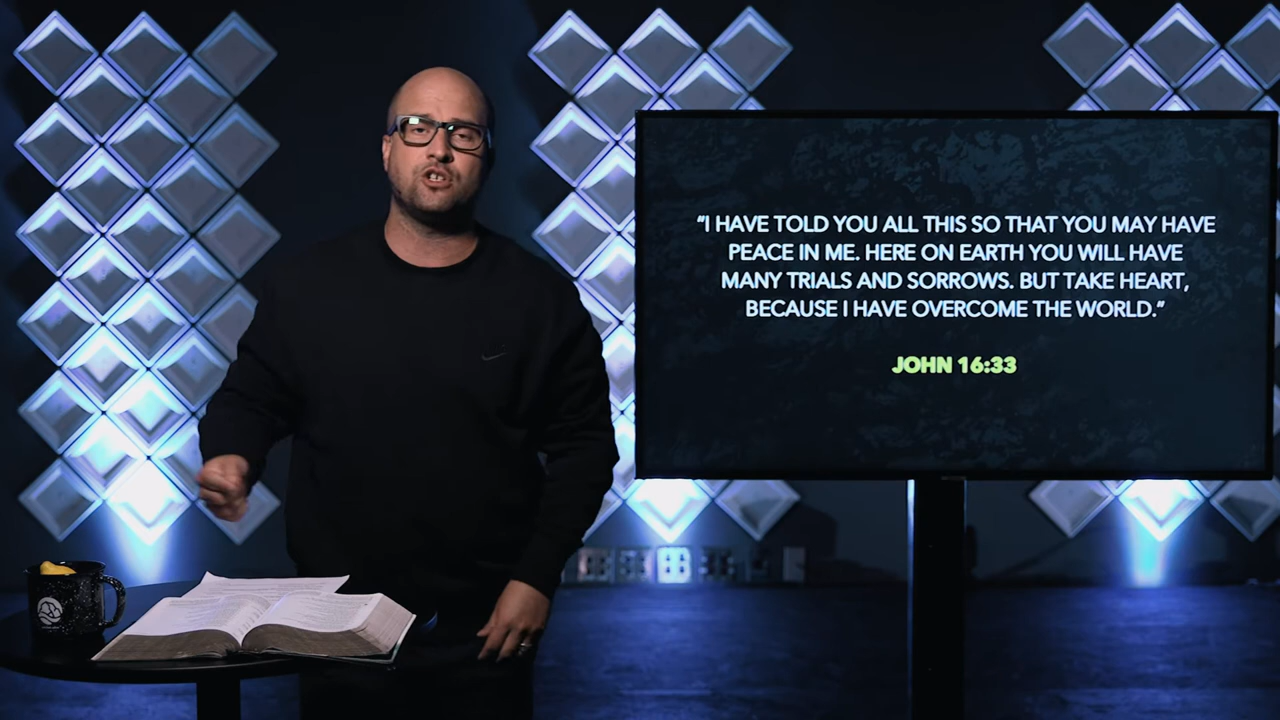 “I HAVE TOLD YOU ALL THIS SO THAT YOU MAY HAVE
PEACE IN ME. HERE ON EARTH YOU WILL HAVE
MANY TRIALS AND SORROWS. BUT TAKE HEART,
BECAUSE I HAVE OVERCOME THE WORLD.”
JOHN 16:33